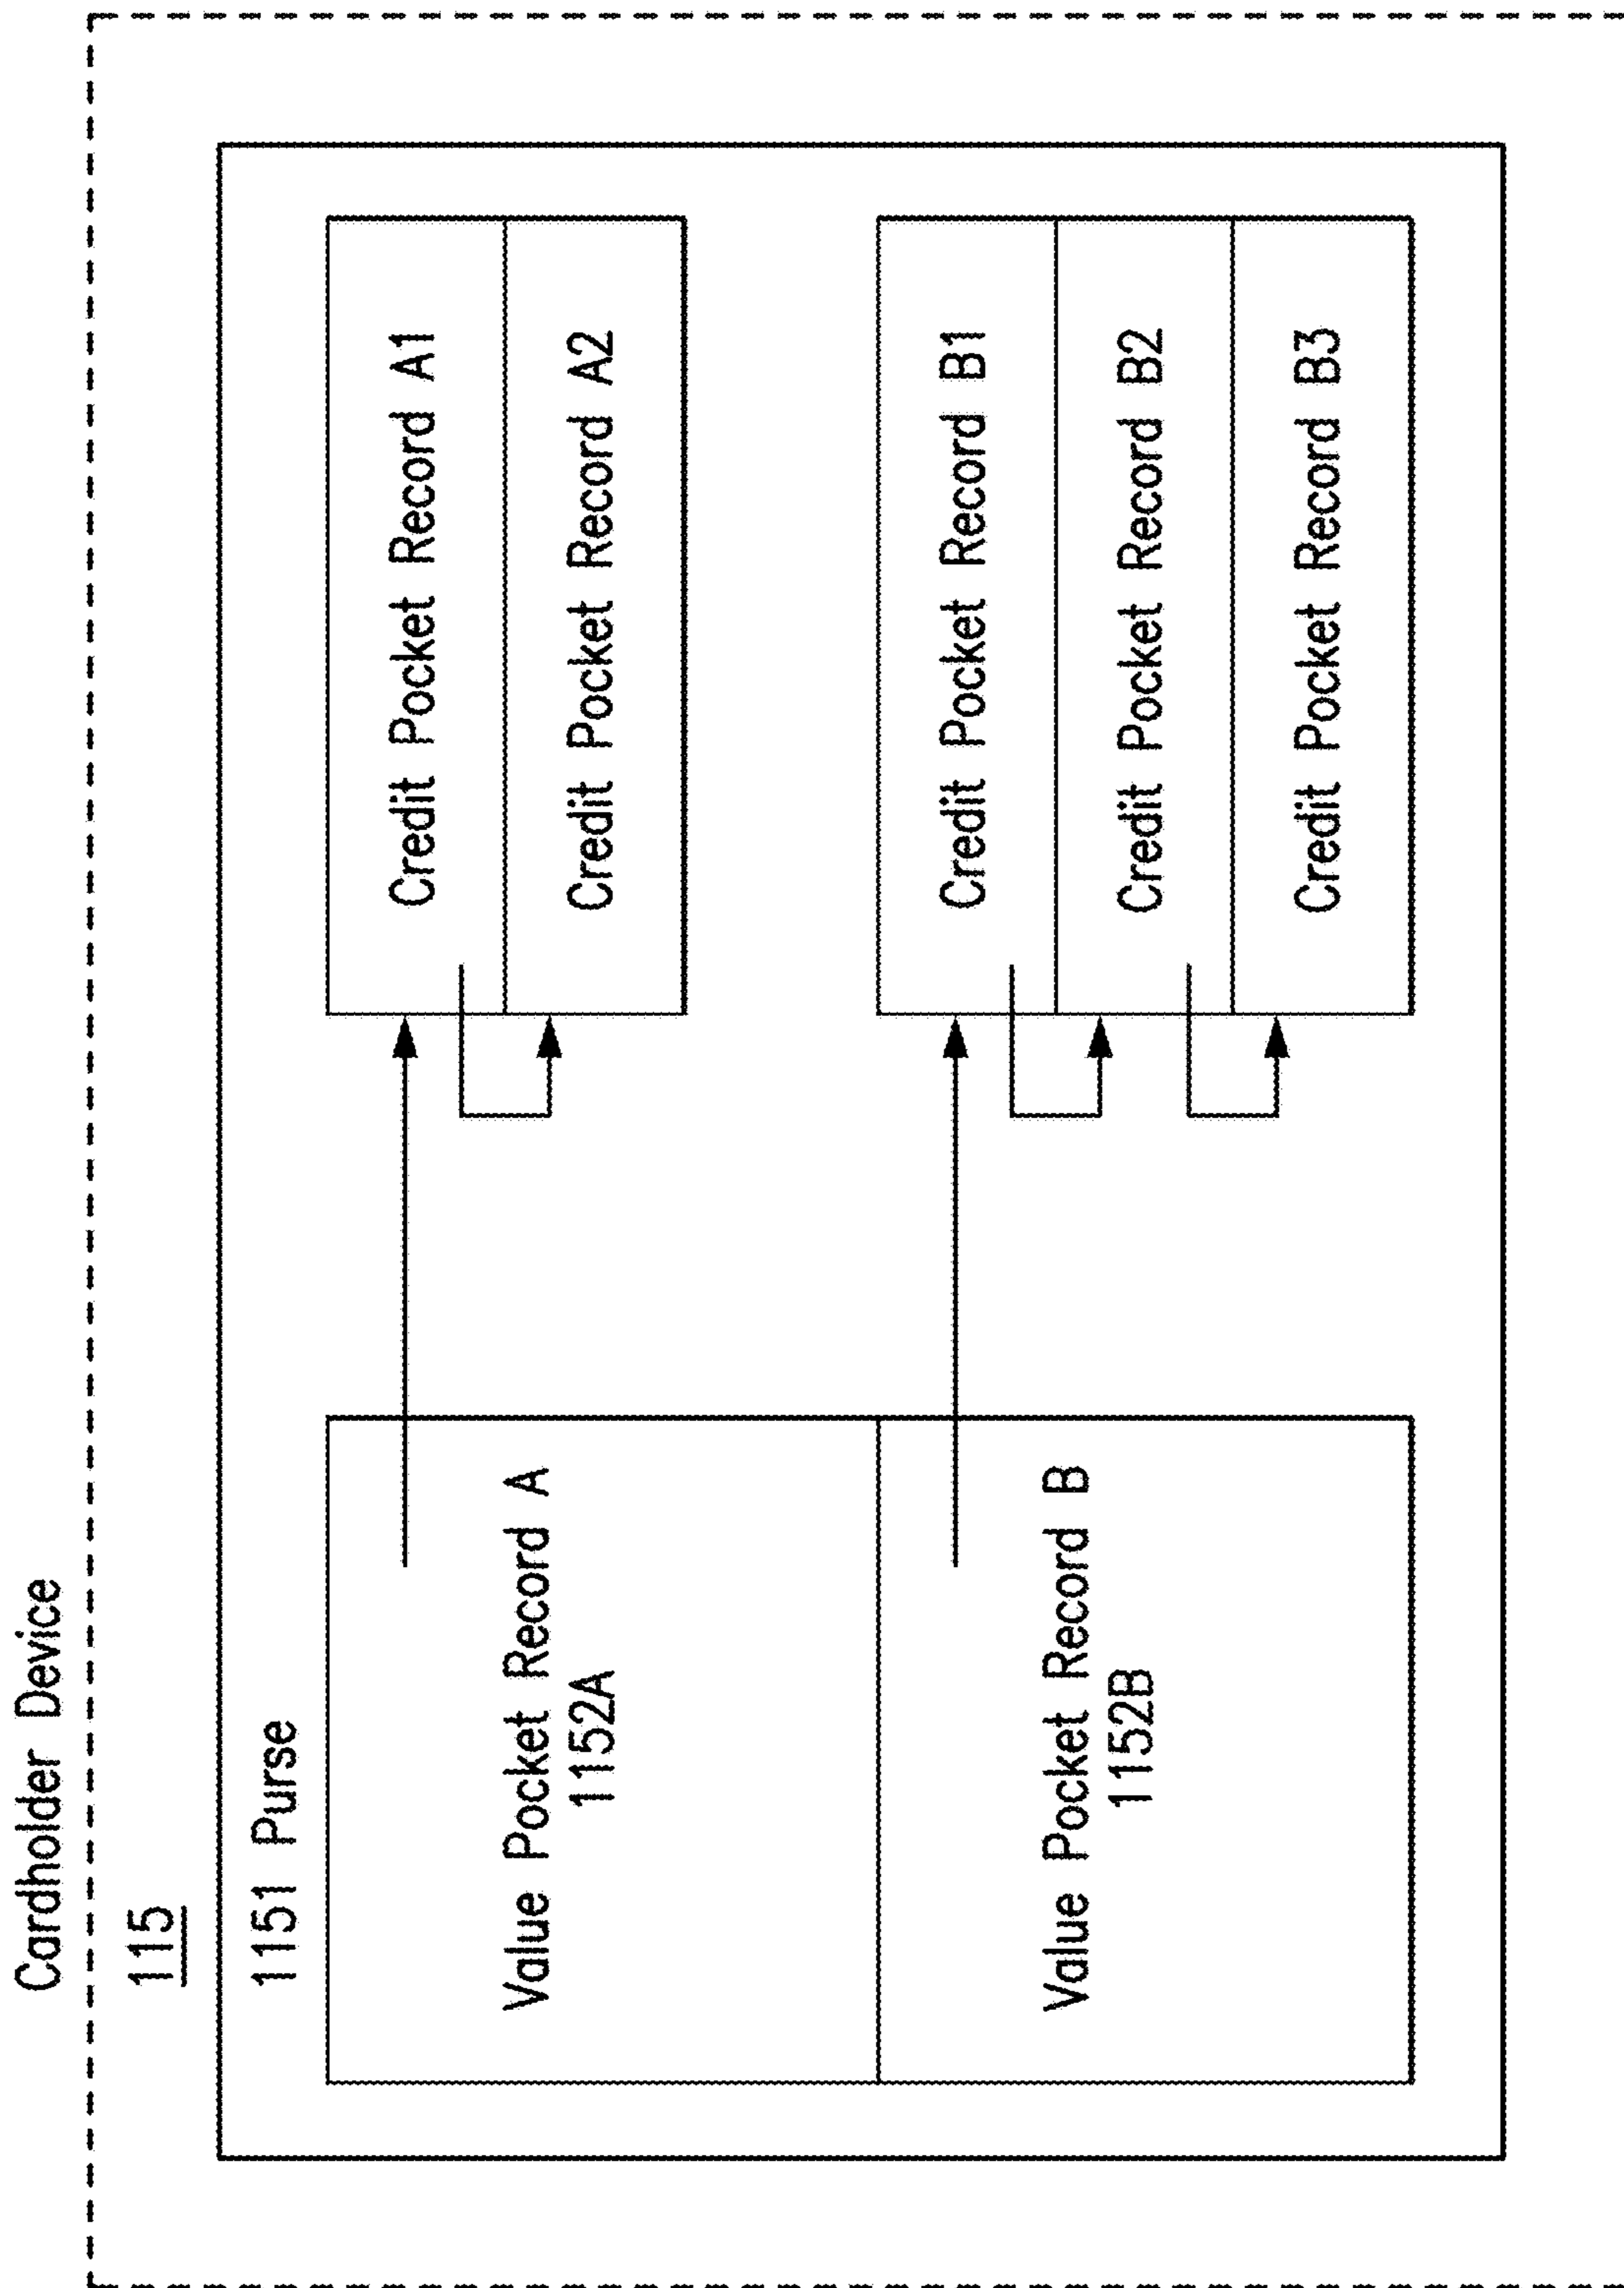 Cardholder Device
115
1151 Purse
Value Pocket Record A
1152A
Credit Pocket Record A1
Credit Pocket Record A2
Value Pocket Record B
1152B
Credit Pocket Record B1
Credit Pocket Record B2
Credit Pocket Record B3